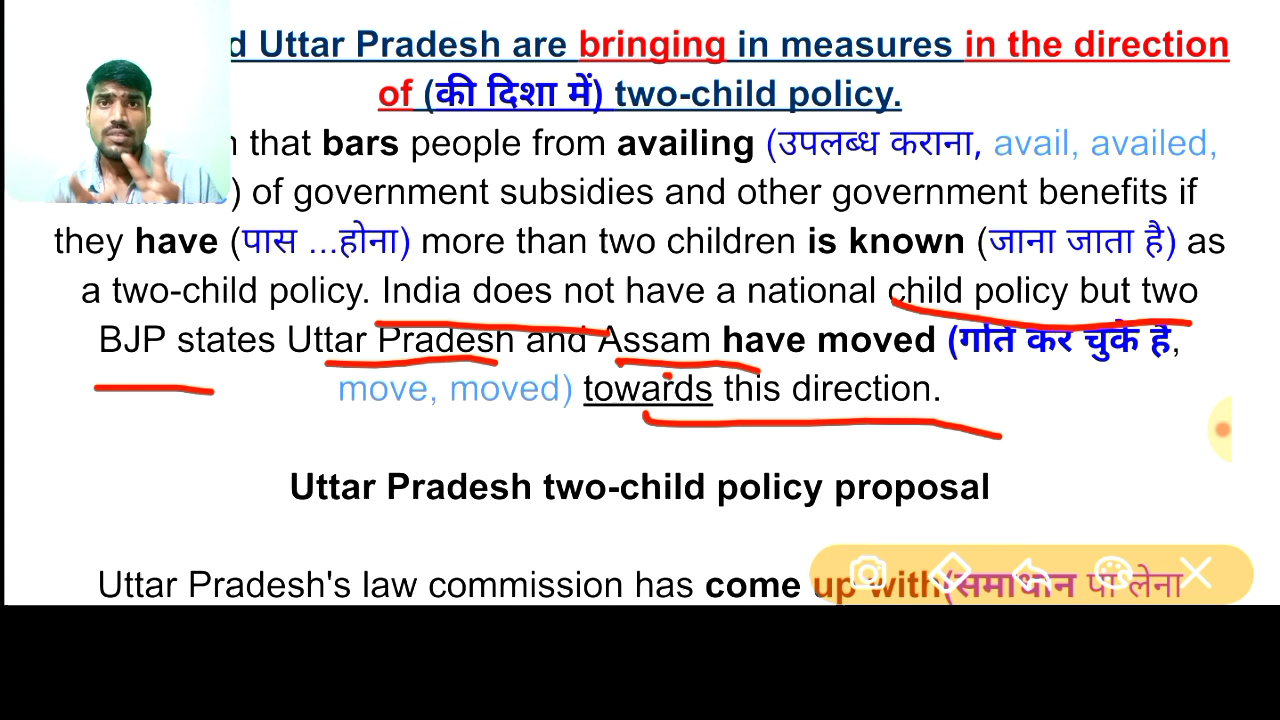 Uttar Pradesh are bringing in measures in the direction
of (की दिशा में) two-child policy.
that bars people from availing (उपलब्ध कराना, avail, availed,
) of government subsidies and other government benefits if
they have (पास ...होना) more than two children is known (जाना जाता है) as
a two-child policy. India does not have a national child policy but two
BJP states Uttar Pradesh and Assam have moved (गति कर चुके है,
move, moved) towards this direction.
Uttar Pradesh two-child policy proposal
Uttar Pradesh's law commission has come up with(समाधान पा लेना